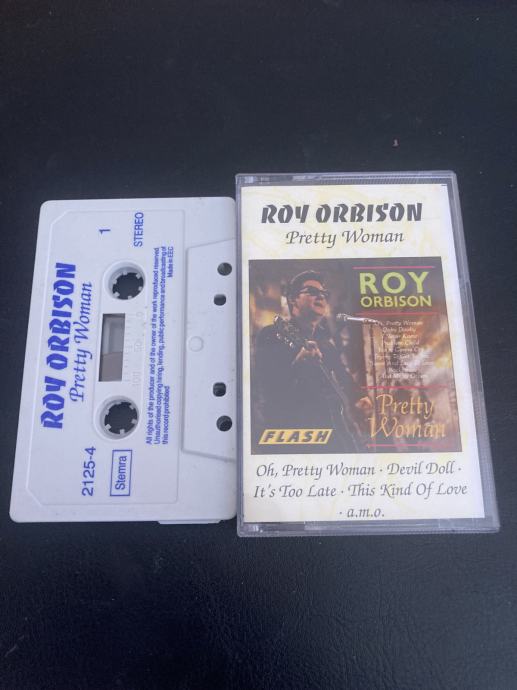 ROY ORBISON
Pretty Woman
1
STEREO
2125-4
Stemra
All rights of the producer and of the owner of the work reproduced reserved.
Unauthorised copying hiring, lending, public performance and broadcasting of
this record prohibited
Made in EEC
ROY ORBISON
Pretty Woman
ROY
ORBISON
Pretty Woman
Pretty
Woman
FLASH
Oh, Pretty Woman · Devil Doll ·
It's Too Late · This Kind Of Love
· a.m.o.